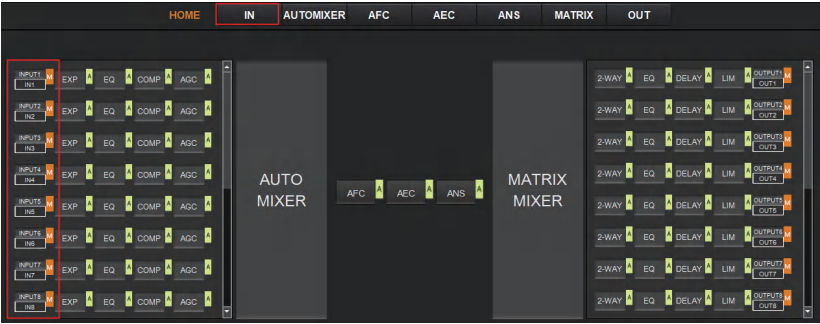 HOME IN AUTOMIXER AFC AEC ANS MATRIX OUT
INPUT1 M EXP A EQ A COMP A AGC A
IN1
INPUT2 M EXP A EQ A COMP A AGC A
IN2
INPUT3 M EXP A EQ A COMP A AGC A
IN3
INPUT4 M EXP A EQ A COMP A AGC A
IN4
INPUT5 M EXP A EQ A COMP A AGC A
IN5
INPUT6 M EXP A EQ A COMP A AGC A
IN6
INPUT7 M EXP A EQ A COMP A AGC A
IN7
INPUT8 M EXP A EQ A COMP A AGC A
IN8
AUTO
MIXER
AFC A AEC A ANS A
MATRIX
MIXER
2-WAY A EQ A DELAY A LIM A OUTPUT1 M
OUT1
2-WAY A EQ A DELAY A LIM A OUTPUT2 M
OUT2
2-WAY A EQ A DELAY A LIM A OUTPUT3 M
OUT3
2-WAY A EQ A DELAY A LIM A OUTPUT4 M
OUT4
2-WAY A EQ A DELAY A LIM A OUTPUT5 M
OUT5
2-WAY A EQ A DELAY A LIM A OUTPUT6 M
OUT6
2-WAY A EQ A DELAY A LIM A OUTPUT7 M
OUT7
2-WAY A EQ A DELAY A LIM A OUTPUT8 M
OUT8